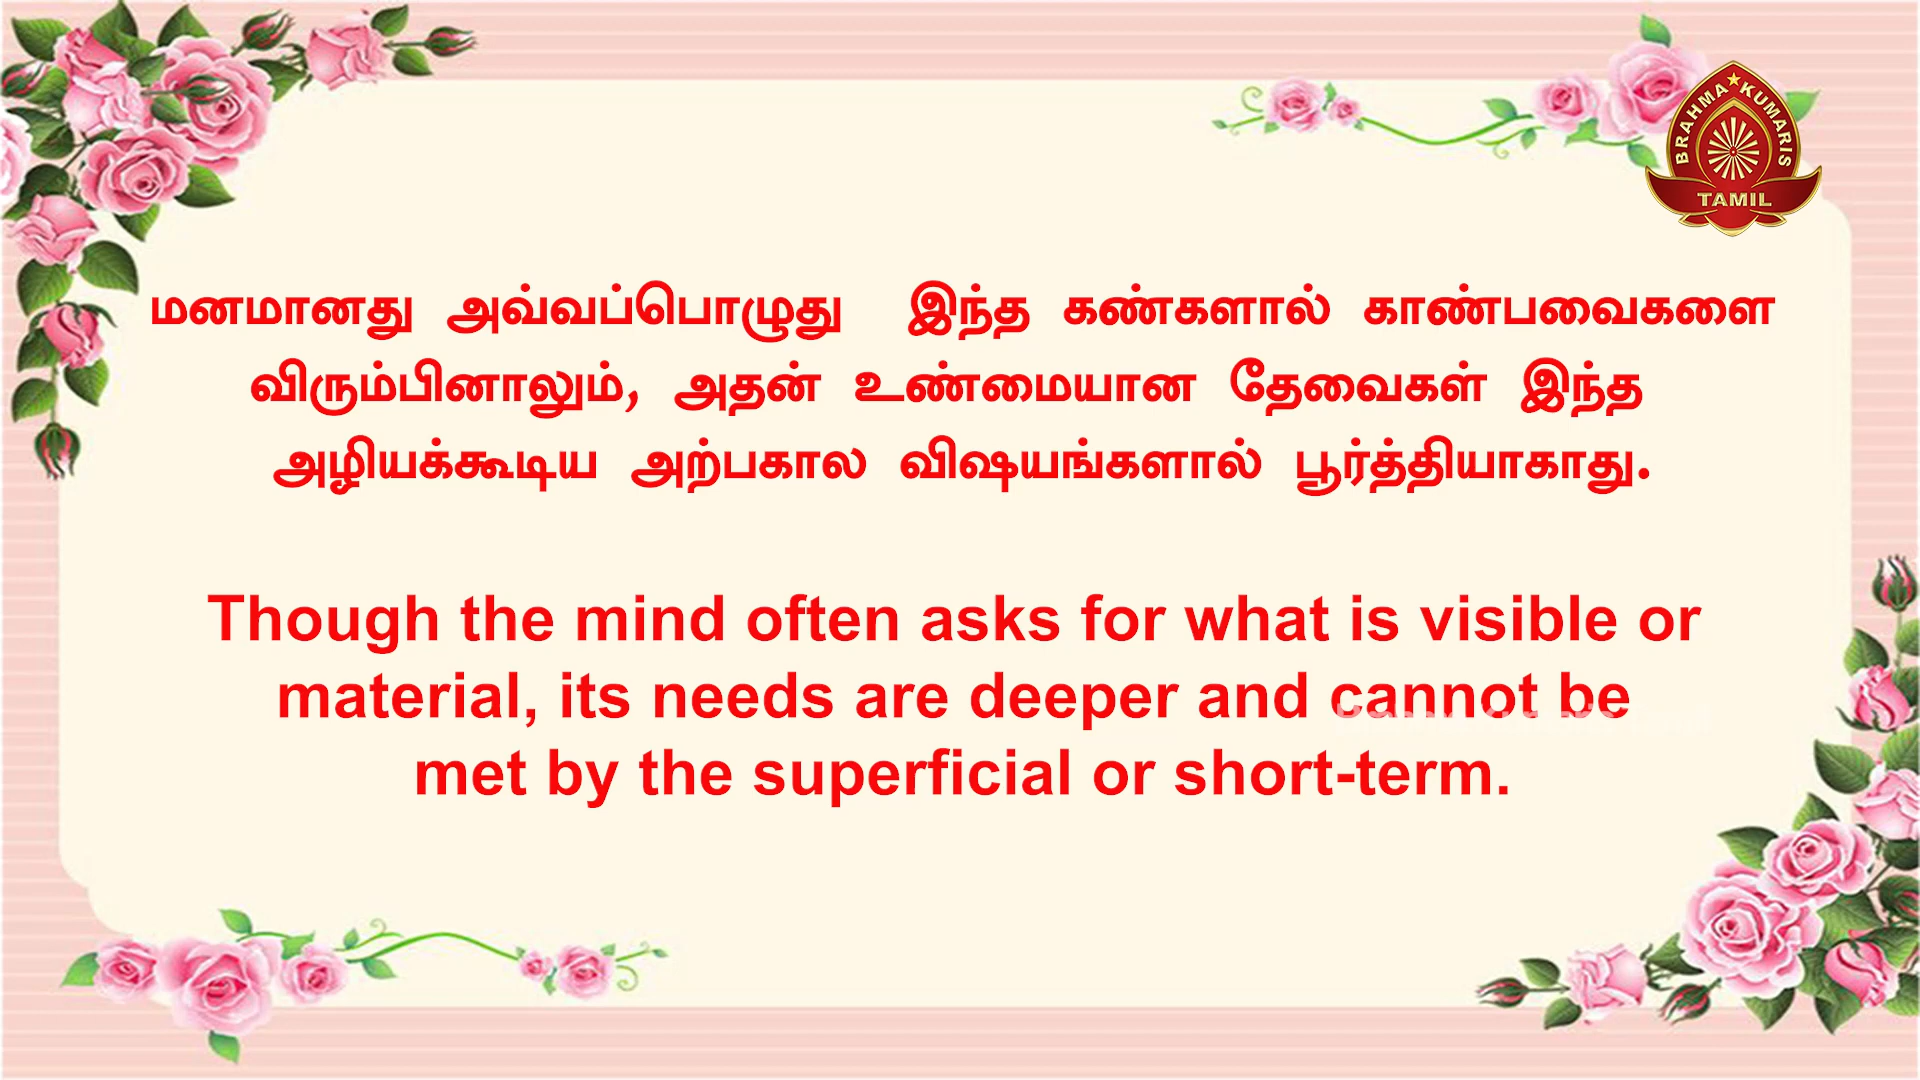 BRAHMA KUMARIS
TAMIL
மனமானது அவ்வப்பொழுது இந்த கண்களால் காண்பவைகளை
விரும்பினாலும், அதன் உண்மையான தேவைகள் இந்த
அழியக்கூடிய அற்பகால விஷயங்களால் பூர்த்தியாகாது.
Though the mind often asks for what is visible or
material, its needs are deeper and cannot be
met by the superficial or short-term.